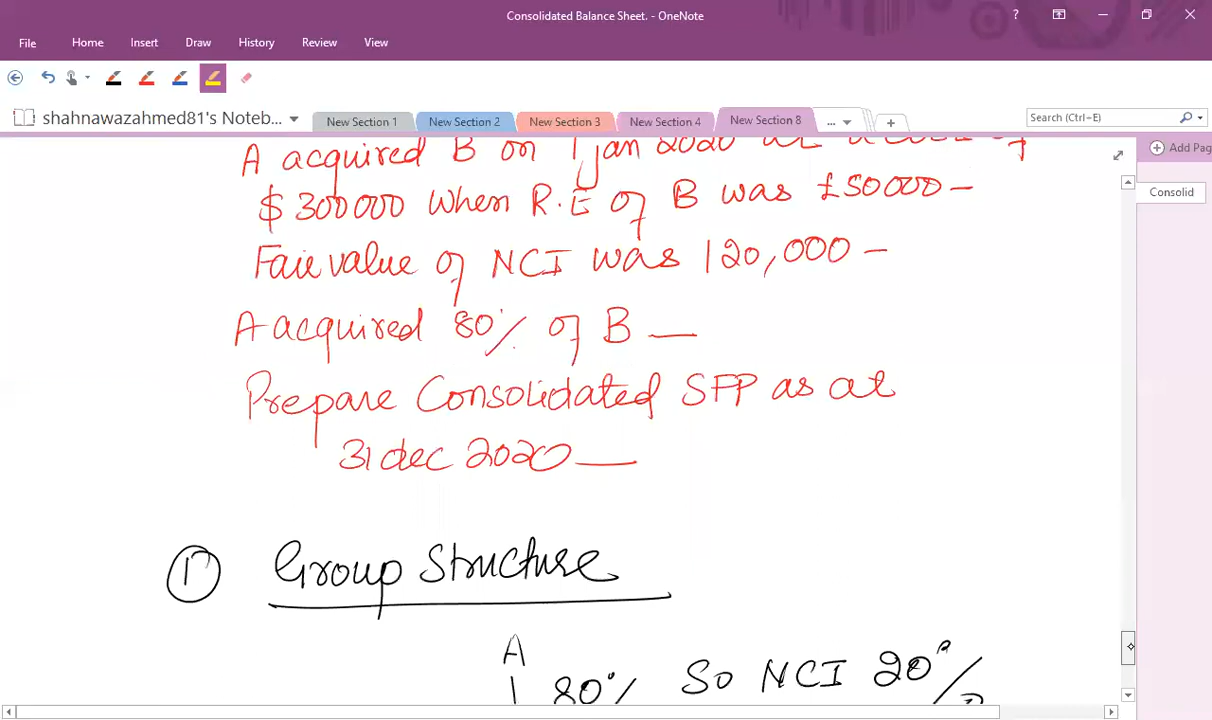 Consolidated Balance Sheet. - OneNote
?
File Home Insert Draw History Review View
shahnawazahmed81's Noteb... New Section 1 New Section 2 New Section 3 New Section 4 New Section 8 ... + Search (Ctrl+E)
Add Pag
Consolid
A acquired B on 1 Jan 2020 at
$ 300000 when R.E of B was £50000 -
Fair value of NCI was 120,000 -
A acquired 80% of B —
Prepare Consolidated SFP as at
31 dec 2020 —
1 Group Structure
A
80% So NCI 20%